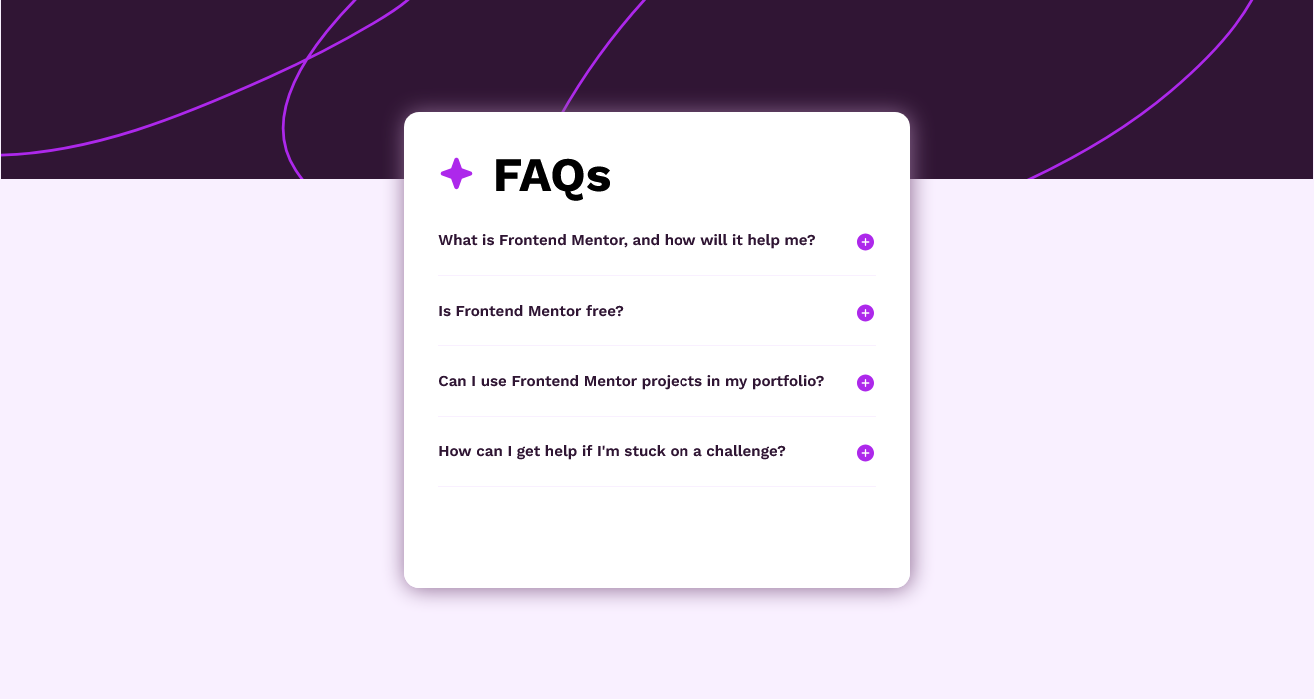 FAQs
What is Frontend Mentor, and how will it help me?
Is Frontend Mentor free?
Can I use Frontend Mentor projects in my portfolio?
How can I get help if I'm stuck on a challenge?